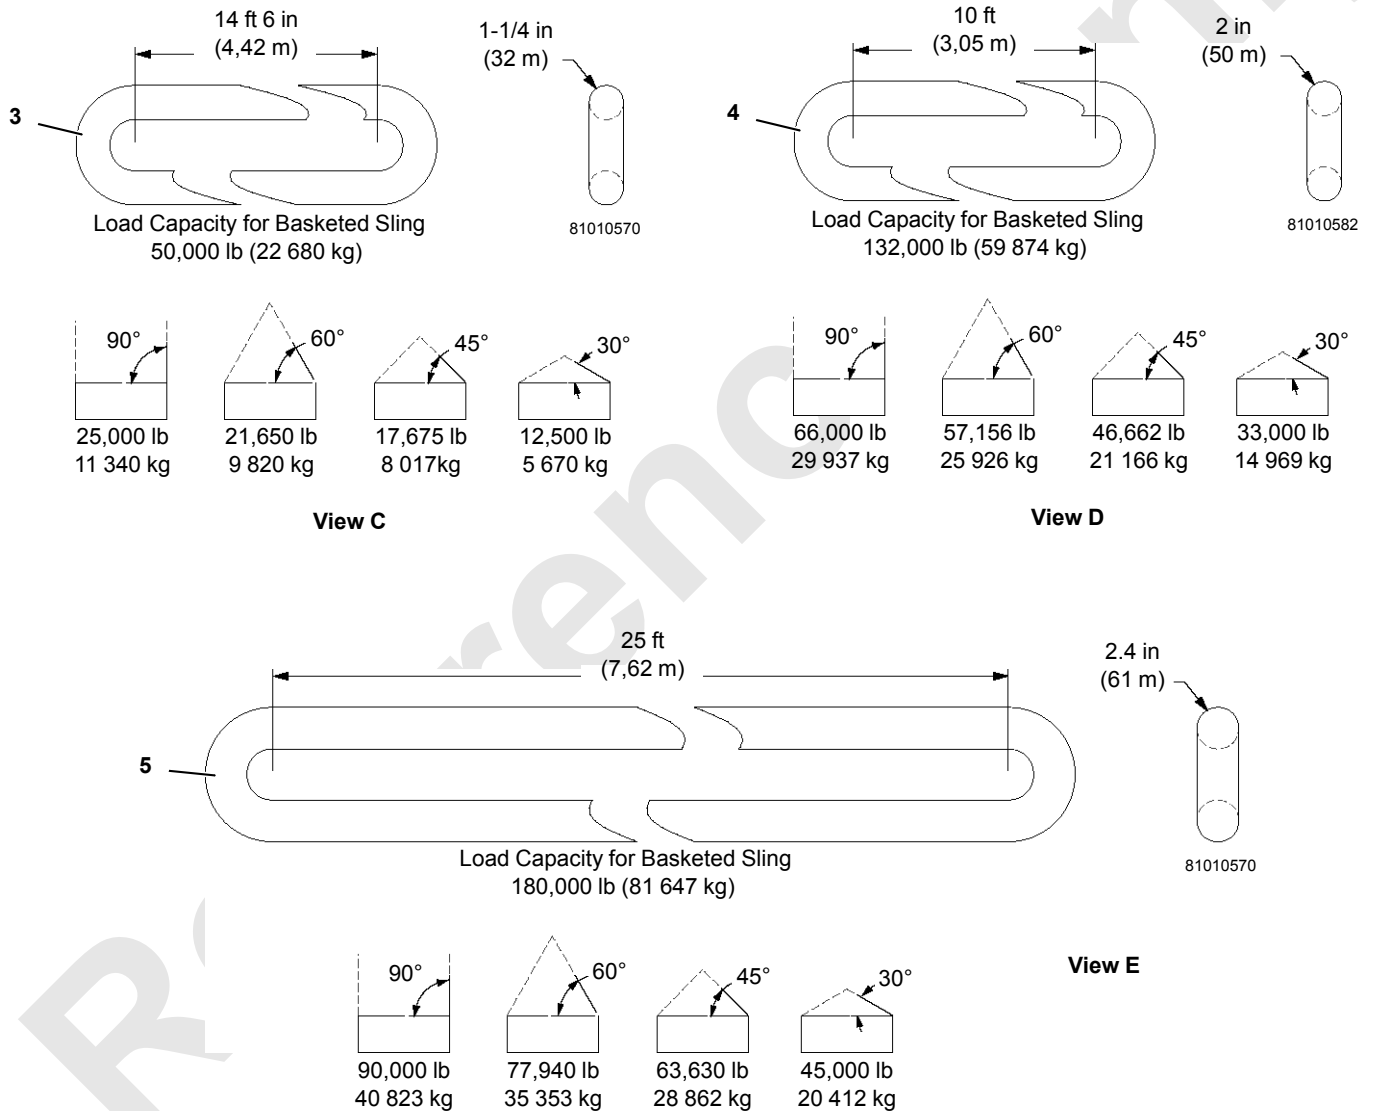 14 ft 6 in
(4,42 m)
1-1/4 in
(32 m)
3
Load Capacity for Basketed Sling
50,000 lb (22 680 kg)
81010570
10 ft
(3,05 m)
2 in
(50 m)
4
Load Capacity for Basketed Sling
132,000 lb (59 874 kg)
81010582
90° 60° 45° 30°
25,000 lb 21,650 lb 17,675 lb 12,500 lb
11 340 kg 9 820 kg 8 017kg 5 670 kg
View C
90° 60° 45° 30°
66,000 lb 57,156 lb 46,662 lb 33,000 lb
29 937 kg 25 926 kg 21 166 kg 14 969 kg
View D
25 ft
(7,62 m)
2.4 in
(61 m)
5
Load Capacity for Basketed Sling
180,000 lb (81 647 kg)
81010570
90° 60° 45° 30°
90,000 lb 77,940 lb 63,630 lb 45,000 lb
40 823 kg 35 353 kg 28 862 kg 20 412 kg
View E